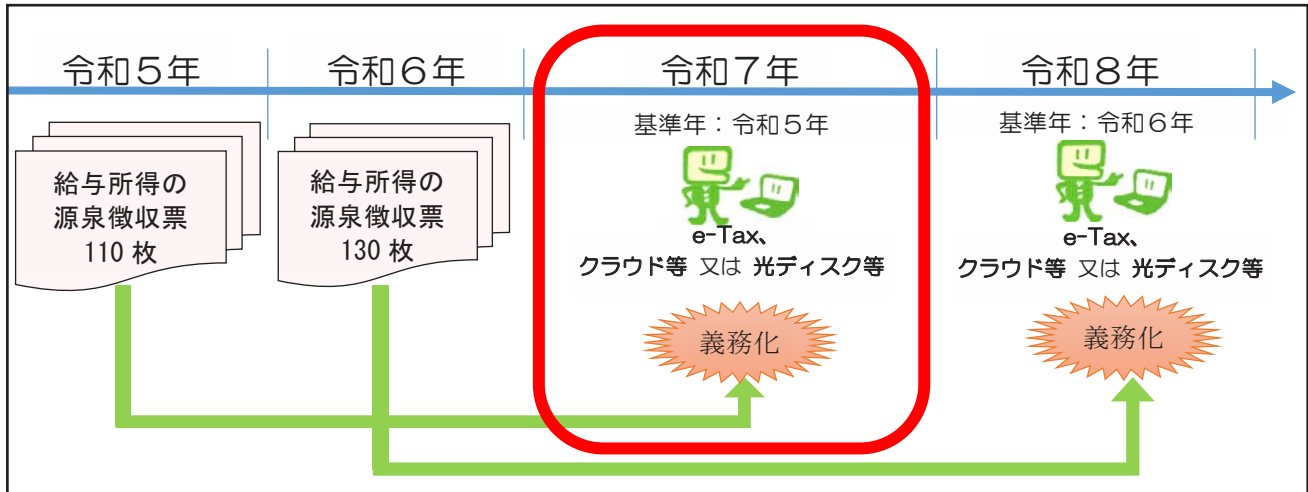 令和5年
令和6年
令和7年
令和8年
給与所得の
源泉徴収票
110 枚
給与所得の
源泉徴収票
130 枚
基準年：令和5年
e-Tax、
クラウド等 又は 光ディスク等
義務化
基準年：令和6年
e-Tax、
クラウド等 又は 光ディスク等
義務化